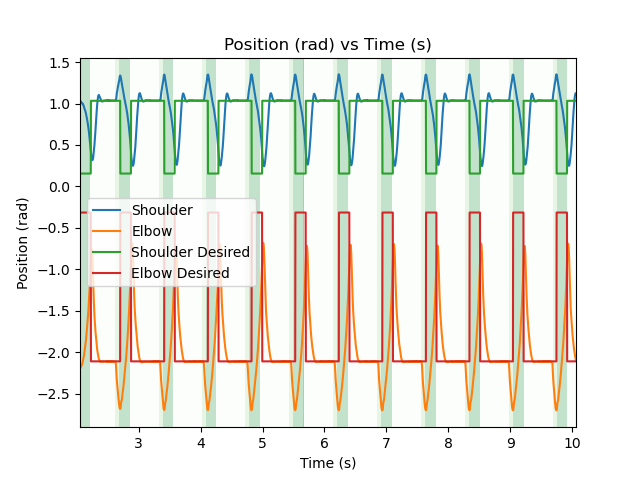 Position (rad) vs Time (s)
1.5
1.0
0.5
0.0
−0.5
−1.0
−1.5
−2.0
−2.5
Position (rad)
Shoulder
Elbow
Shoulder Desired
Elbow Desired
3 4 5 6 7 8 9 10
Time (s)